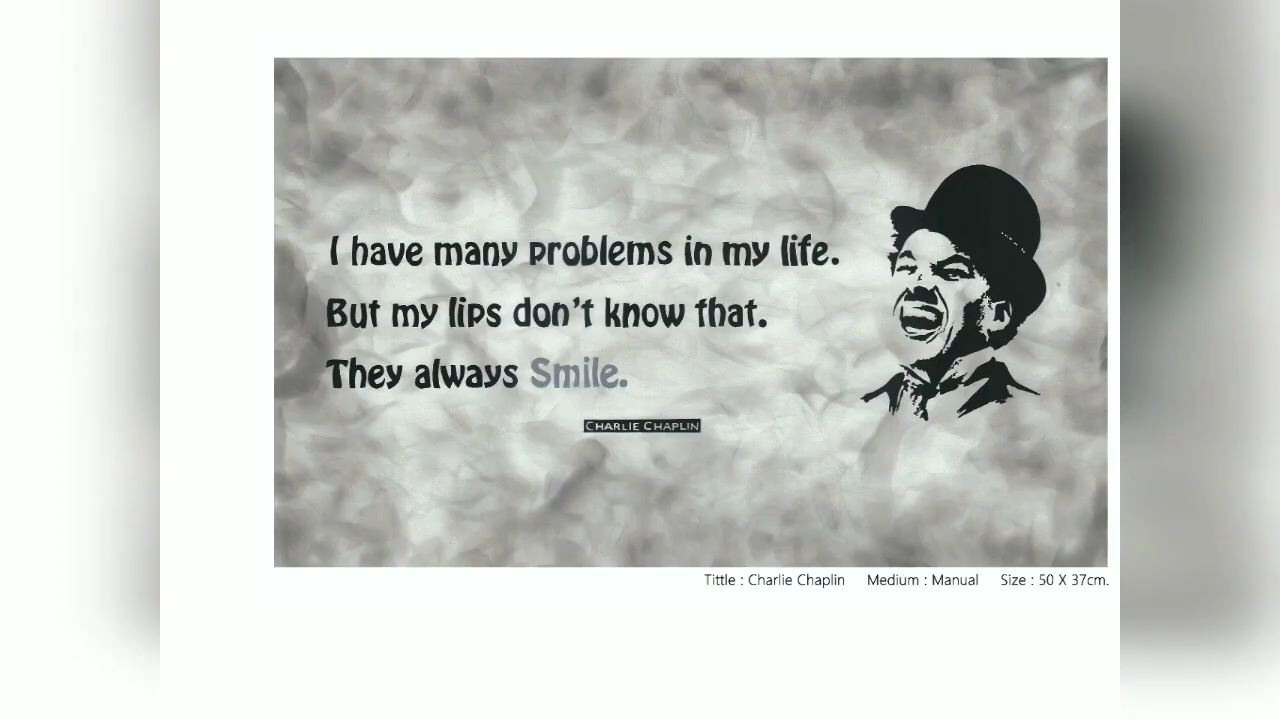 I have many problems in my life.
But my lips don't know that.
They always Smile.
CHARLIE CHAPLIN
Tittle : Charlie Chaplin Medium : Manual Size : 50 X 37cm.